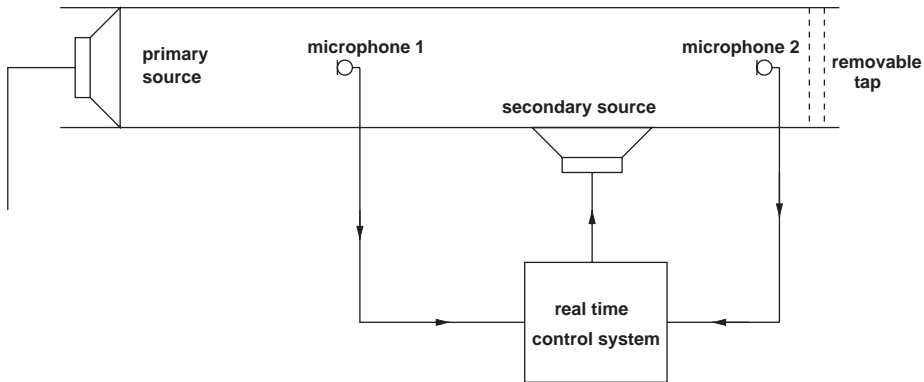 primary
source
microphone 1
microphone 2
removable
tap
secondary source
real time
control system